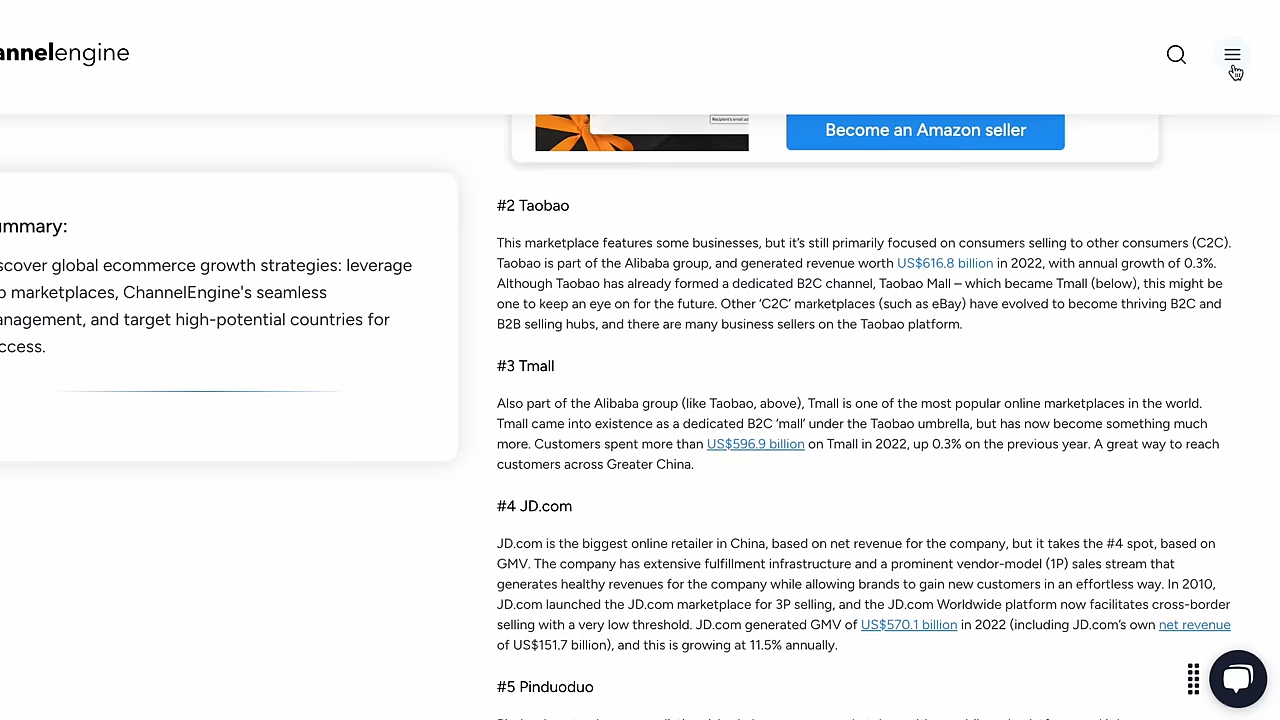 annelengine
Become an Amazon seller
#2 Taobao
This marketplace features some businesses, but it's still primarily focused on consumers selling to other consumers (C2C).
Taobao is part of the Alibaba group, and generated revenue worth US$616.8 billion in 2022, with annual growth of 0.3%.
Although Taobao has already formed a dedicated B2C channel, Taobao Mall – which became Tmall (below), this might be
one to keep an eye on for the future. Other ‘C2C’ marketplaces (such as eBay) have evolved to become thriving B2C and
B2B selling hubs, and there are many business sellers on the Taobao platform.
ummary:
scover global ecommerce growth strategies: leverage
p marketplaces, ChannelEngine's seamless
anagement, and target high-potential countries for
ccess.
#3 Tmall
Also part of the Alibaba group (like Taobao, above), Tmall is one of the most popular online marketplaces in the world.
Tmall came into existence as a dedicated B2C ‘mall’ under the Taobao umbrella, but has now become something much
more. Customers spent more than US$596.9 billion on Tmall in 2022, up 0.3% on the previous year. A great way to reach
customers across Greater China.
#4 JD.com
JD.com is the biggest online retailer in China, based on net revenue for the company, but it takes the #4 spot, based on
GMV. The company has extensive fulfillment infrastructure and a prominent vendor-model (1P) sales stream that
generates healthy revenues for the company while allowing brands to gain new customers in an effortless way. In 2010,
JD.com launched the JD.com marketplace for 3P selling, and the JD.com Worldwide platform now facilitates cross-border
selling with a very low threshold. JD.com generated GMV of US$570.1 billion in 2022 (including JD.com’s own net revenue
of US$151.7 billion), and this is growing at 11.5% annually.
#5 Pinduoduo